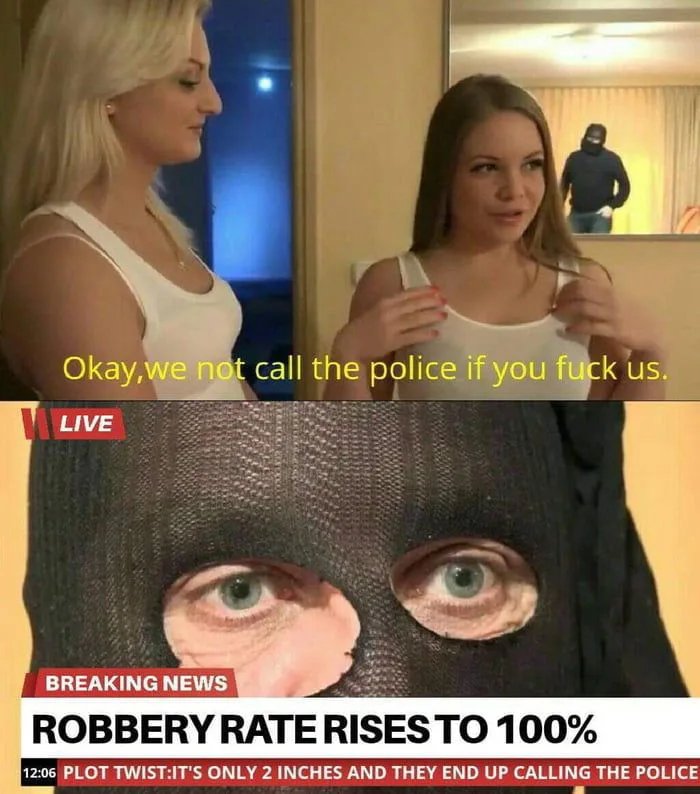 Okay,we not call the police if you fuck us.
LIVE
BREAKING NEWS
ROBBERY RATE RISES TO 100%
12:06 PLOT TWIST:IT'S ONLY 2 INCHES AND THEY END UP CALLING THE POLICE